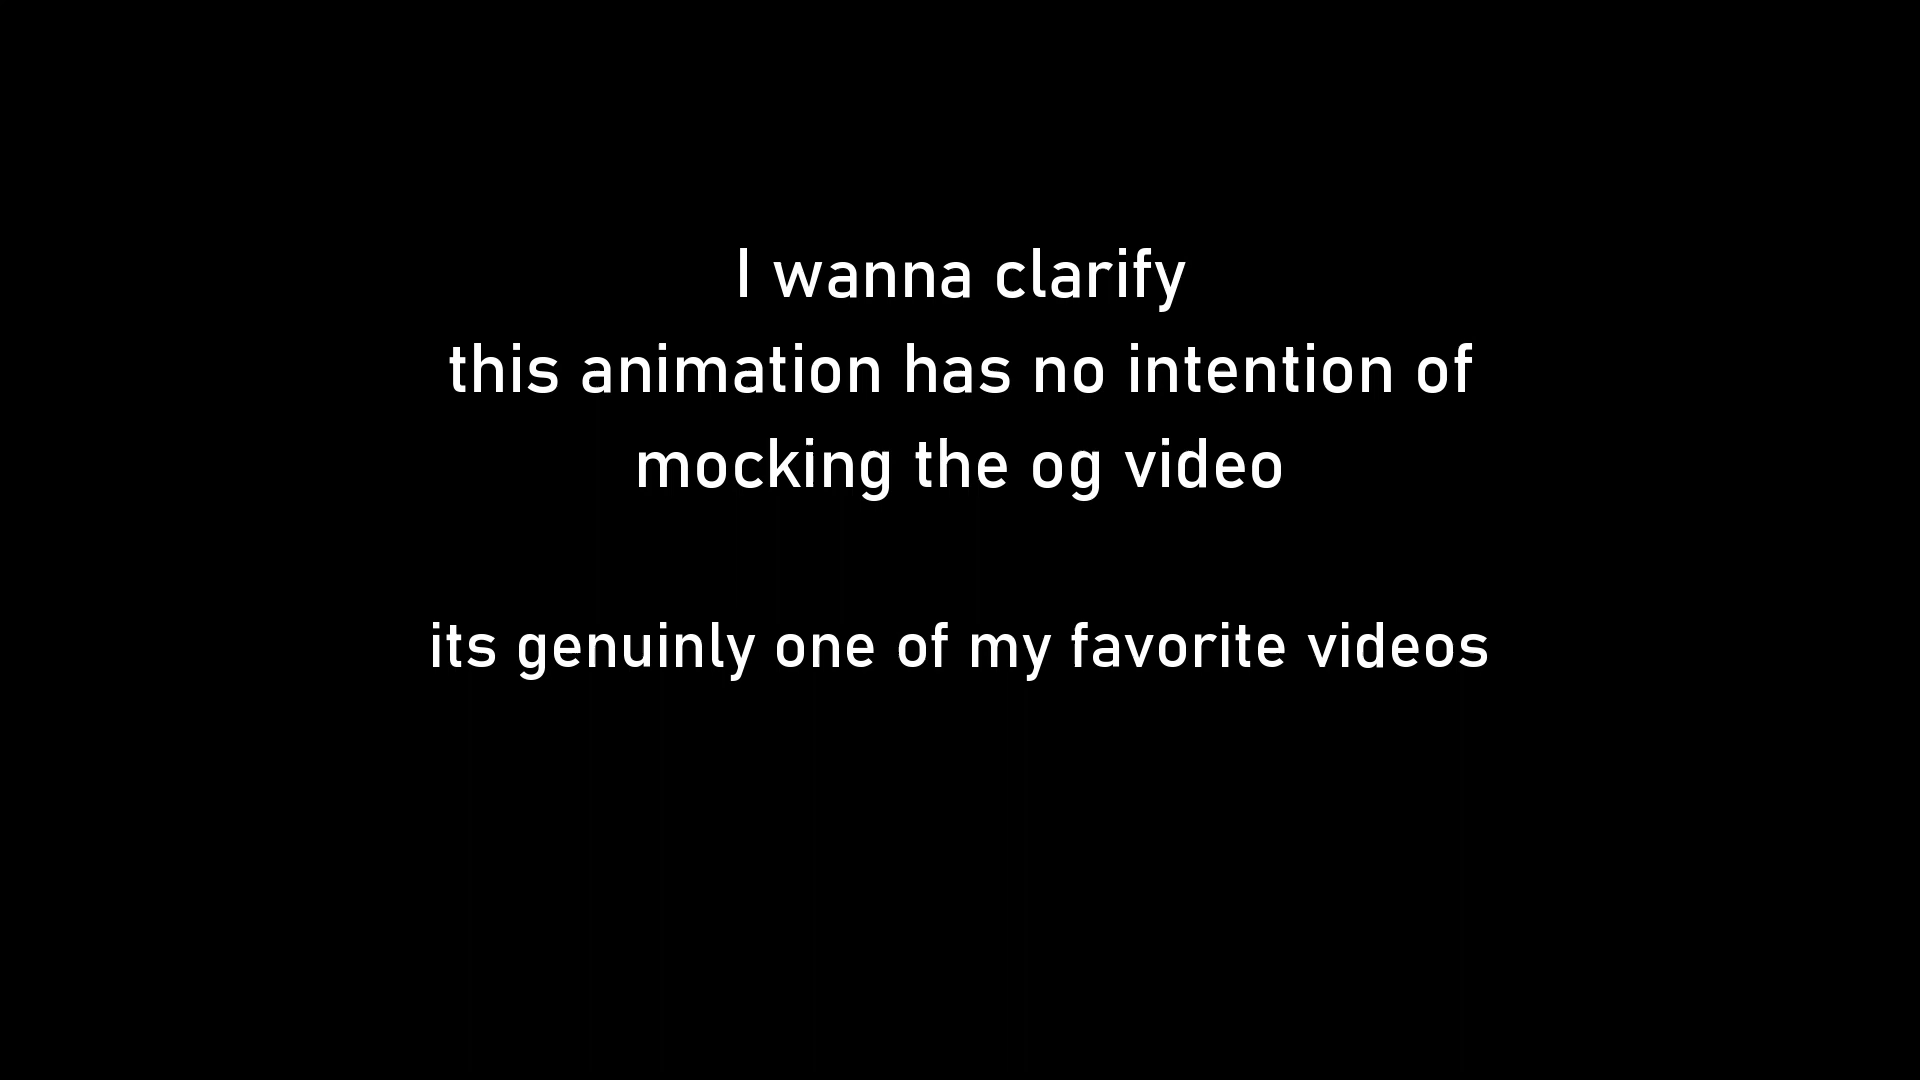 I wanna clarify
this animation has no intention of
mocking the og video
its genuinly one of my favorite videos